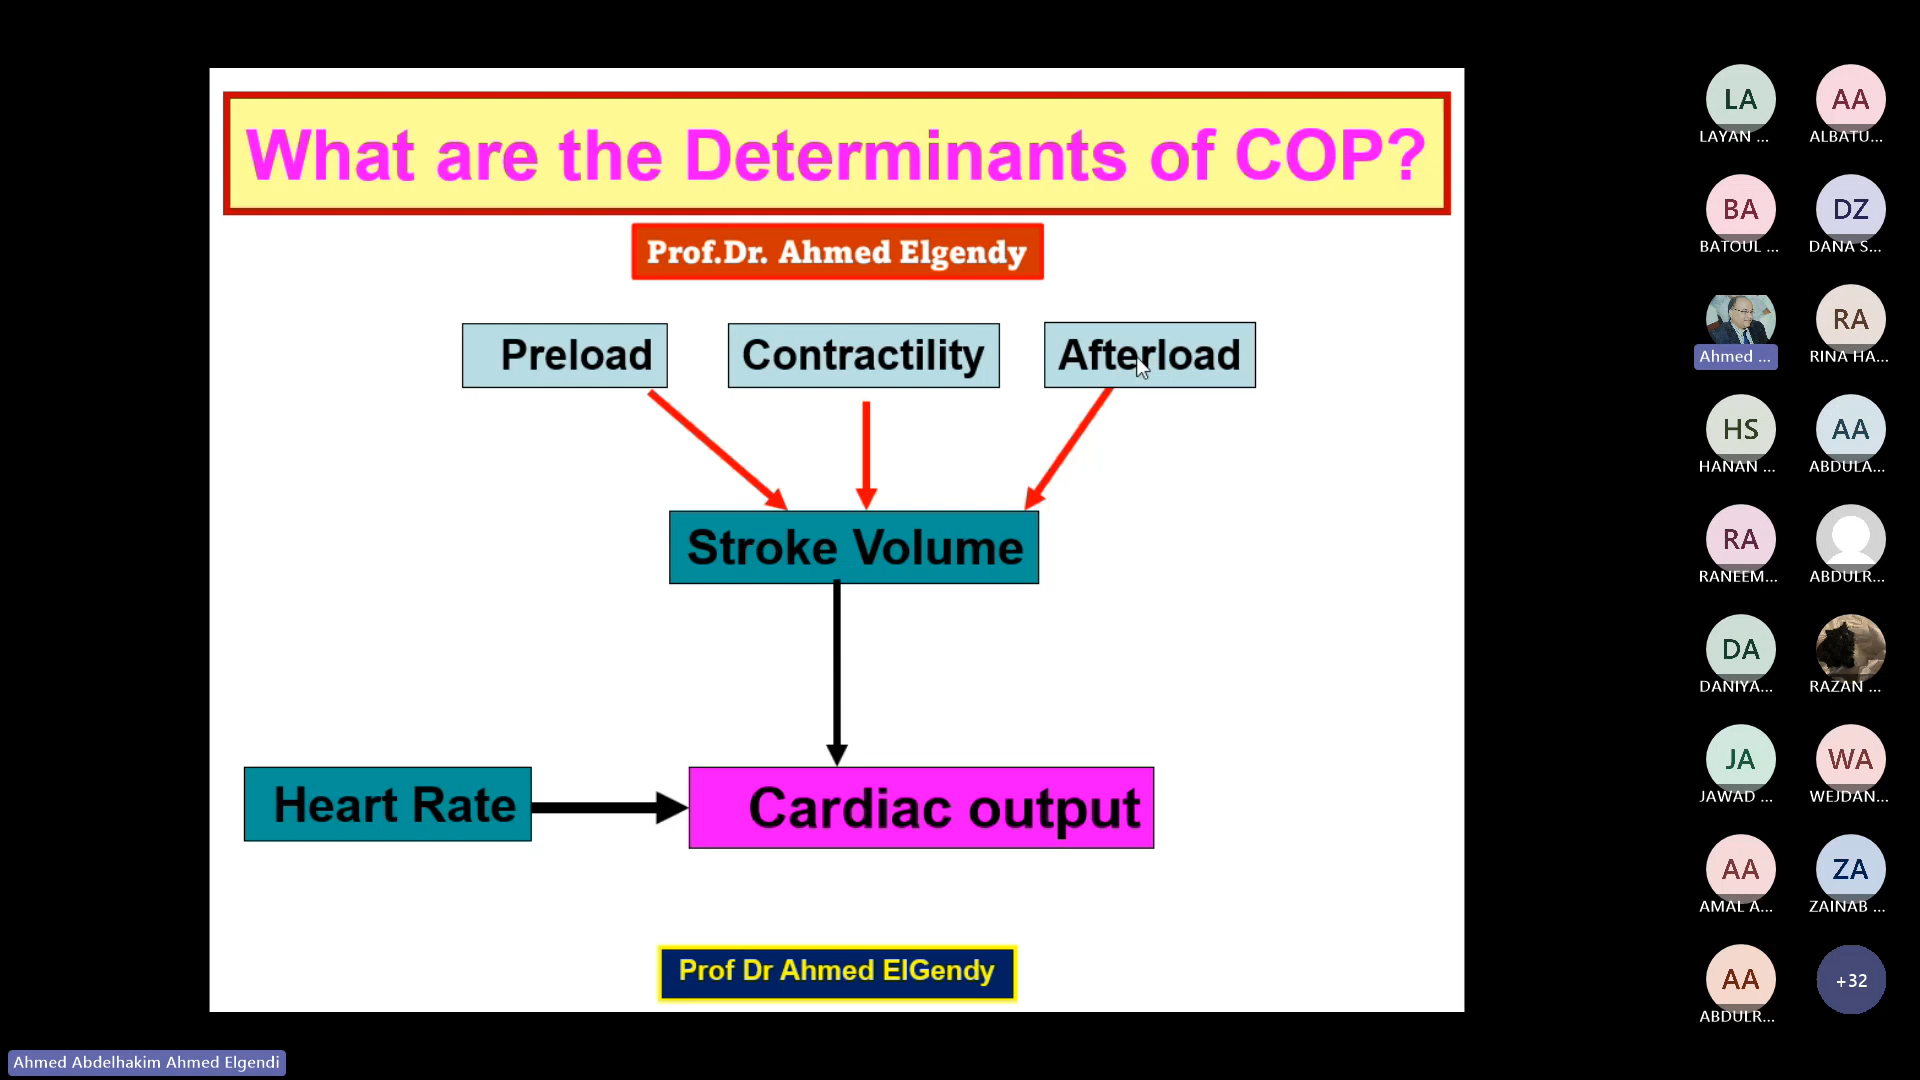 What are the Determinants of COP?
Prof.Dr. Ahmed Elgendy
Preload
Contractility
Afterload
Stroke Volume
Heart Rate
Cardiac output
Prof Dr Ahmed ElGendy
Ahmed Abdelhakim Ahmed Elgendi
LA
LAYAN ...
AA
ALBATU...
BA
BATOUL ...
DZ
DANA S...
Ahmed ...
RA
RINA HA...
HS
HANAN ...
AA
ABDULA...
RA
RANEEM...
ABDULR...
DA
DANIYA...
RAZAN ...
JA
JAWAD ...
WA
WEJDAN...
AA
AMAL A...
ZA
ZAINAB ...
AA
ABDULR...
+32